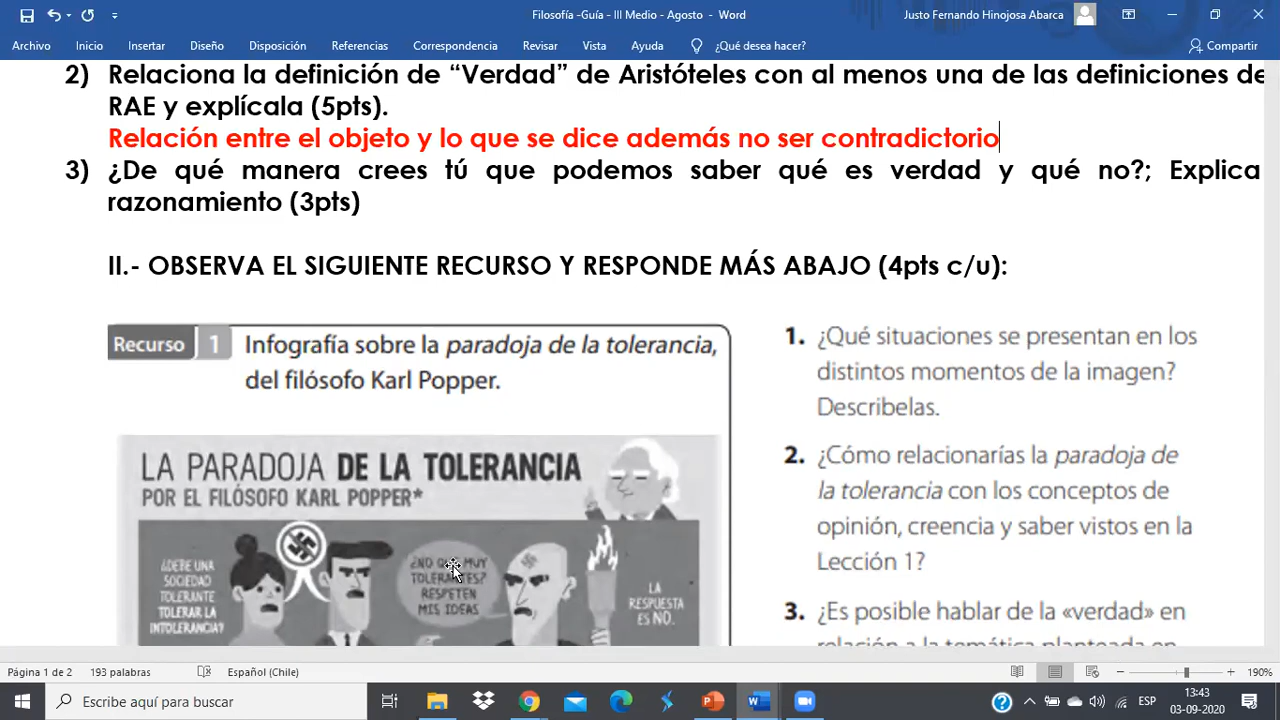 Filosofía -Guía - III Medio - Agosto - Word
Justo Fernando Hinojosa Abarca
Archivo Inicio Insertar Diseño Disposición Referencias Correspondencia Revisar Vista Ayuda ¿Qué desea hacer? Compartir
2) Relaciona la definición de “Verdad” de Aristóteles con al menos una de las definiciones de
RAE y explícala (5pts).
Relación entre el objeto y lo que se dice además no ser contradictorio
3) ¿De qué manera crees tú que podemos saber qué es verdad y qué no?; Explica
razonamiento (3pts)
II.- OBSERVA EL SIGUIENTE RECURSO Y RESPONDE MÁS ABAJO (4pts c/u):
Recurso 1 Infografía sobre la paradoja de la tolerancia,
del filósofo Karl Popper.
LA PARADOJA DE LA TOLERANCIA
POR EL FILÓSOFO KARL POPPER*
¿DEBE UNA
SOCIEDAD
TOLERANTE
TOLERAR LA
INTOLERANCIA?
¿NO MUY
TOLERANTES?
RESPETEN
MIS IDEAS
LA
RESPUESTA
ES NO.
1. ¿Qué situaciones se presentan en los
distintos momentos de la imagen?
Describelas.
2. ¿Cómo relacionarías la paradoja de
la tolerancia con los conceptos de
opinión, creencia y saber vistos en la
Lección 1?
3. ¿Es posible hablar de la «verdad» en
relación a la temática planteada en
Página 1 de 2 193 palabras Español (Chile) 190%
Escribe aquí para buscar
ESP
13:43
03-09-2020